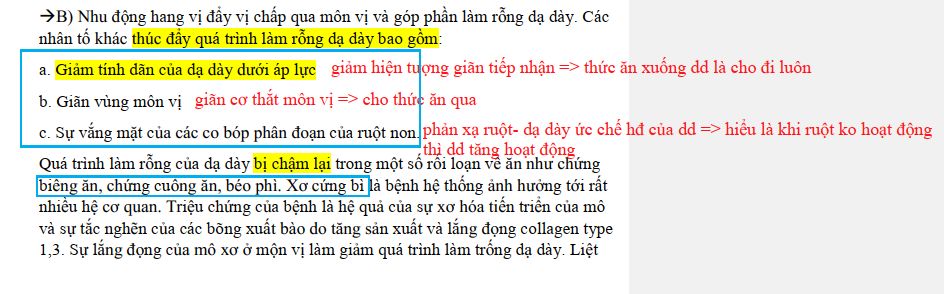 →B) Nhu động hang vị đẩy vị chấp qua môn vị và góp phần làm rỗng dạ dày. Các
nhân tố khác thúc đẩy quá trình làm rỗng dạ dày bao gồm:
a. Giảm tính dãn của dạ dày dưới áp lực giảm hiện tượng giãn tiếp nhận => thức ăn xuống dd là cho đi luôn
b. Giãn vùng môn vị giãn cơ thắt môn vị => cho thức ăn qua
c. Sự vắng mặt của các co bóp phân đoạn của ruột non. phản xạ ruột- dạ dày ức chế hđ của dd => hiểu là khi ruột ko hoạt động
thì dd tăng hoạt động
Quá trình làm rỗng của dạ dày bị chậm lại trong một số rối loạn về ăn như chứng
biêng ăn, chứng cuông ăn, béo phì. Xơ cứng bì là bệnh hệ thống ảnh hưởng tới rất
nhiều hệ cơ quan. Triệu chứng của bệnh là hệ quả của sự xơ hóa tiến triển của mô
và sự tắc nghẽn của các bõng xuất bào do tăng sản xuất và lắng đọng collagen type
1,3. Sự lắng đọng của mô xơ ở môn vị làm giảm quá trình làm trống dạ dày. Liệt